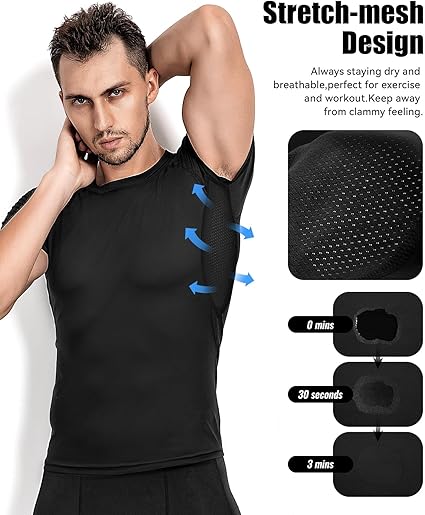 Stretch-mesh
Design
Always staying dry and
breathable,perfect for exercise
and workout.Keep away
from clammy feeling.
0 mins
30 seconds
3 mins